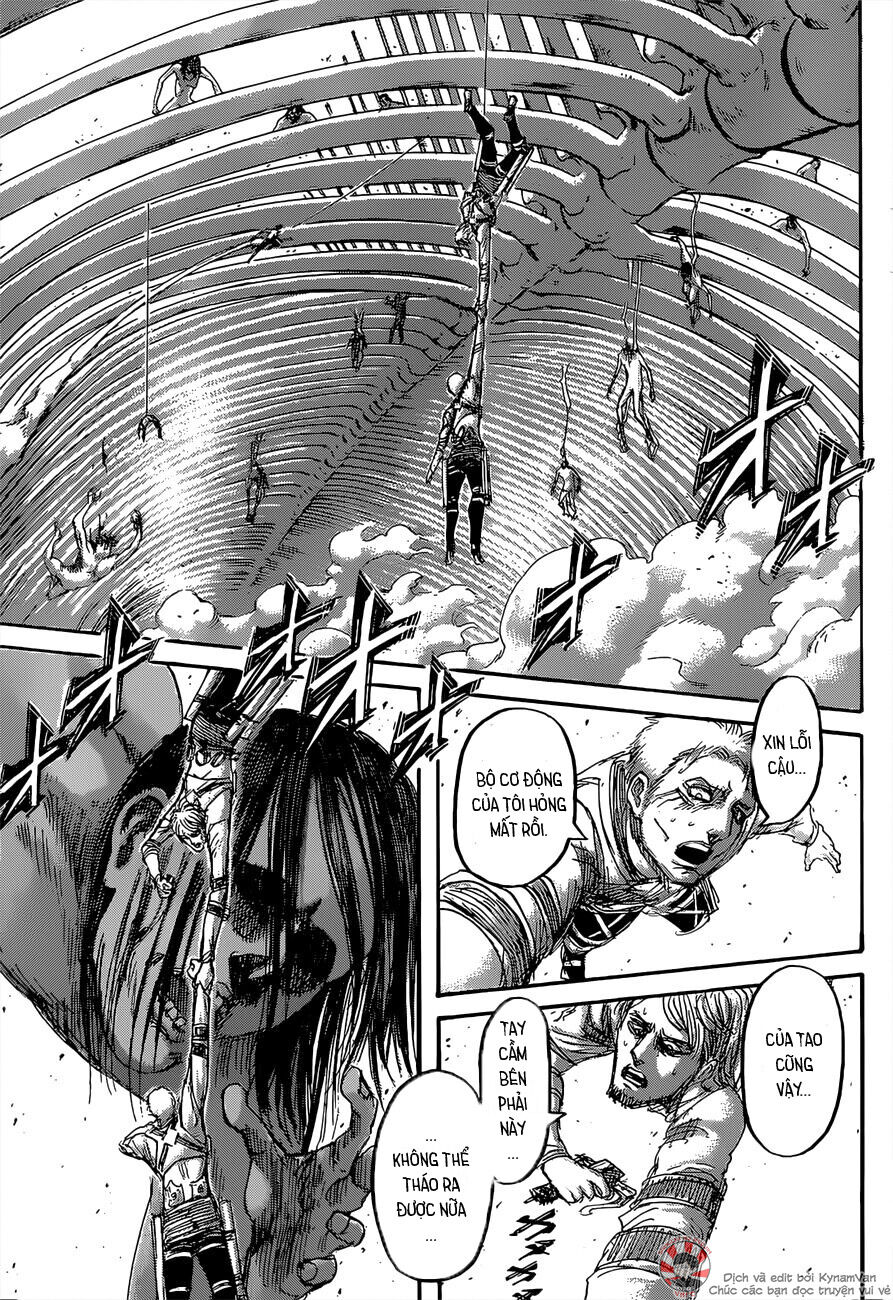 XIN LỖI
CẬU...
BỘ CƠ ĐỘNG
CỦA TÔI HỎNG
MẤT RỒI.
CỦA TAO
CŨNG
VẬY...
TAY
CẦM
BÊN
PHẢI
NÀY
...
...
KHÔNG THỂ
THÁO RA
ĐƯỢC NỮA
...
Dịch và edit bởi KynamVan
Chúc các bạn đọc truyện vui vẻ